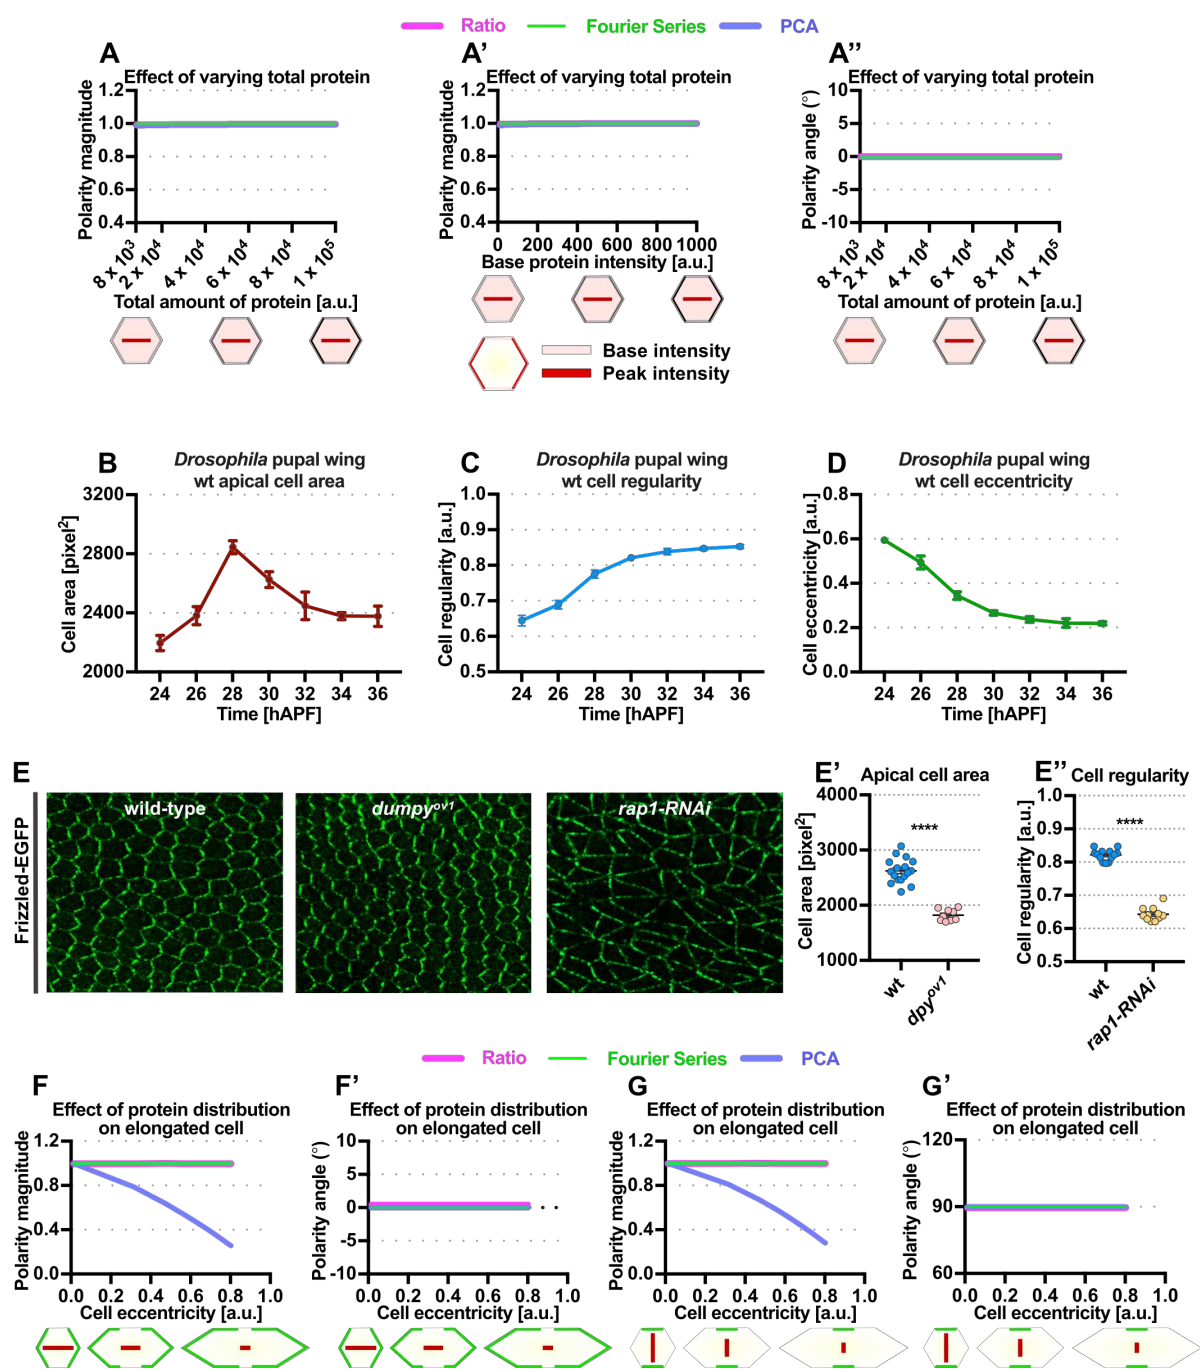 Ratio Fourier Series PCA
A
Effect of varying total protein
Polarity magnitude
1.2
1.0
0.8
0.6
0.4
8 x 10³ 2 x 10⁴ 4 x 10⁴ 6 x 10⁴ 8 x 10⁴ 1 x 10⁵
Total amount of protein [a.u.]
A'
Effect of varying total protein
Polarity magnitude
1.2
1.0
0.8
0.6
0.4
0 200 400 600 800 1000
Base protein intensity [a.u.]
Base intensity
Peak intensity
A''
Effect of varying total protein
Polarity angle (°)
10
5
0
-5
-10
8 x 10³ 2 x 10⁴ 4 x 10⁴ 6 x 10⁴ 8 x 10⁴ 1 x 10⁵
Total amount of protein [a.u.]
B
Drosophila pupal wing
wt apical cell area
Cell area [pixel²]
3200
2800
2400
2000
24 26 28 30 32 34 36
Time [hAPF]
C
Drosophila pupal wing
wt cell regularity
Cell regularity [a.u.]
1.0
0.9
0.8
0.7
0.6
0.5
24 26 28 30 32 34 36
Time [hAPF]
D
Drosophila pupal wing
wt cell eccentricity
Cell eccentricity [a.u.]
0.8
0.6
0.4
0.2
0.0
24 26 28 30 32 34 36
Time [hAPF]
E
Frizzled-EGFP
wild-type
dumpyᵒᵛ¹
rap1-RNAi
E'
Apical cell area
Cell area [pixel²]
4000
3000
2000
1000
****
wt
dpyᵒᵛ¹
E''
Cell regularity
Cell regularity [a.u.]
1.0
0.9
0.8
0.7
0.6
0.5
****
wt
rap1-RNAi
Ratio Fourier Series PCA
F
Effect of protein distribution
on elongated cell
Polarity magnitude
1.2
0.8
0.4
0.0
0.0 0.2 0.4 0.6 0.8 1.0
Cell eccentricity [a.u.]
F'
Effect of protein distribution
on elongated cell
Polarity angle (°)
10
5
0
-5
-10
0.0 0.2 0.4 0.6 0.8 1.0
Cell eccentricity [a.u.]
G
Effect of protein distribution
on elongated cell
Polarity magnitude
1.2
0.8
0.4
0.0
0.0 0.2 0.4 0.6 0.8 1.0
Cell eccentricity [a.u.]
G'
Effect of protein distribution
on elongated cell
Polarity angle (°)
120
90
60
0.0 0.2 0.4 0.6 0.8 1.0
Cell eccentricity [a.u.]